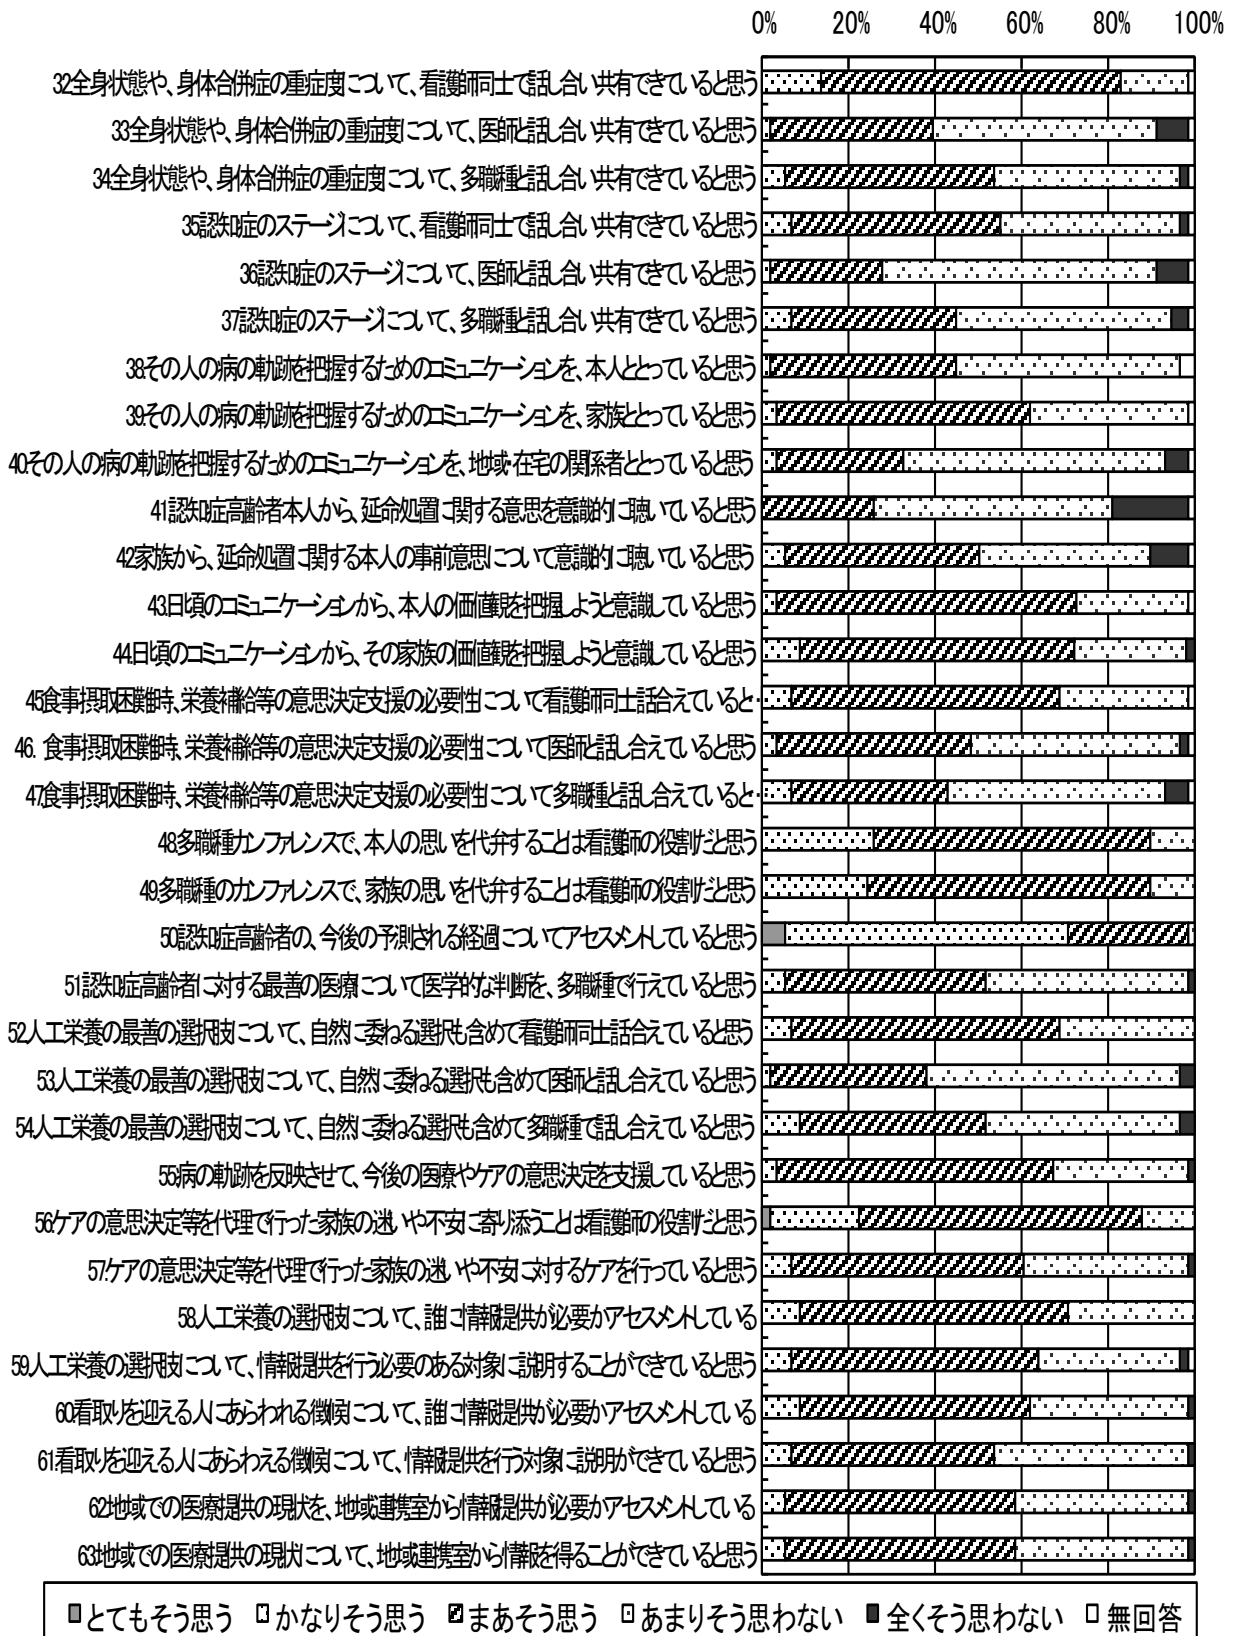 0% 20% 40% 60% 80% 100%
32全身状態や、身体合併症の重症度について、看護師同士で話し合い共有できていると思う
33全身状態や、身体合併症の重症度について、医師と話し合い共有できていると思う
34全身状態や、身体合併症の重症度について、多職種と話し合い共有できていると思う
35認知症のステージについて、看護師同士で話し合い共有できていると思う
36認知症のステージについて、医師と話し合い共有できていると思う
37認知症のステージについて、多職種と話し合い共有できていると思う
38.その人の病の軌跡を把握するためのコミュニケーションを、本人ととっていると思う
39.その人の病の軌跡を把握するためのコミュニケーションを、家族ととっていると思う
40.その人の病の軌跡を把握するためのコミュニケーションを、地域・在宅の関係者ととっていると思う
41認知症高齢者本人から、延命処置に関する意思を意識的に聴いていると思う
42家族から、延命処置に関する本人の事前意思について意識的に聴いていると思う
43.日頃のコミュニケーションから、本人の価値観を把握しようと意識していると思う
44.日頃のコミュニケーションから、その家族の価値観を把握しようと意識していると思う
45食事摂取困難時、栄養補給等の意思決定支援の必要性について看護師同士話合えていると…
46. 食事摂取困難時、栄養補給等の意思決定支援の必要性について医師と話し合えていると思う
47食事摂取困難時、栄養補給等の意思決定支援の必要性について多職種と話し合えていると…
48.多職種カンファレンスで、本人の思いを代弁することは看護師の役割だと思う
49.多職種のカンファレンスで、家族の思いを代弁することは看護師の役割だと思う
50認知症高齢者の、今後の予測される経過についてアセスメントしていると思う
51認知症高齢者に対する最善の医療について医学的な判断を、多職種で行えていると思う
52人工栄養の最善の選択肢について、自然に委ねる選択も含めて看護師同士話合えていると思う
53人工栄養の最善の選択肢について、自然に委ねる選択も含めて医師と話し合えていると思う
54人工栄養の最善の選択肢について、自然に委ねる選択も含めて多職種で話し合えていると思う
55病の軌跡を反映させて、今後の医療やケアの意思決定を支援していると思う
56.ケアの意思決定等を代理で行った家族の迷いや不安に寄り添うことは看護師の役割だと思う
57.ケアの意思決定等を代理で行った家族の迷いや不安に対するケアを行っていると思う
58人工栄養の選択肢について、誰に情報提供が必要かアセスメントしている
59人工栄養の選択肢について、情報提供を行う必要のある対象に説明することができていると思う
60看取りを迎える人にあらわれる徴候について、誰に情報提供が必要かアセスメントしている
61看取りを迎える人にあらわえる徴候について、情報提供を行う対象に説明ができていると思う
62地域での医療提供の現状を、地域連携室から情報提供が必要かアセスメントしている
63地域での医療提供の現状について、地域連携室から情報を得ることができていると思う
とてもそう思う かなりそう思う まあそう思う あまりそう思わない 全くそう思わない 無回答